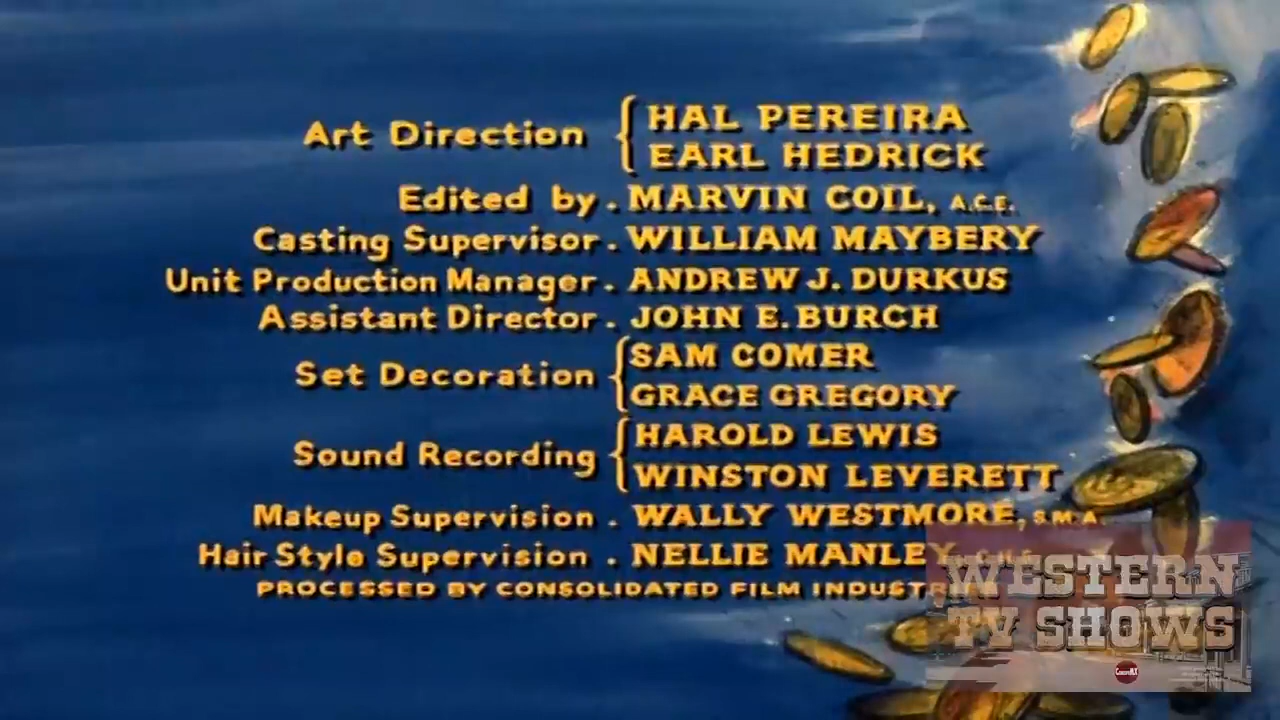 Art Direction { HAL PEREIRA
EARL HEDRICK
Edited by . MARVIN COIL, A.C.E.
Casting Supervisor . WILLIAM MAYBERY
Unit Production Manager . ANDREW J. DURKUS
Assistant Director . JOHN E. BURCH
Set Decoration { SAM COMER
GRACE GREGORY
Sound Recording { HAROLD LEWIS
WINSTON LEVERETT
Makeup Supervision . WALLY WESTMORE, S.M.A.
Hair Style Supervision . NELLIE MANLEY,
PROCESSED BY CONSOLIDATED FILM
WESTERN
TV SHOWS